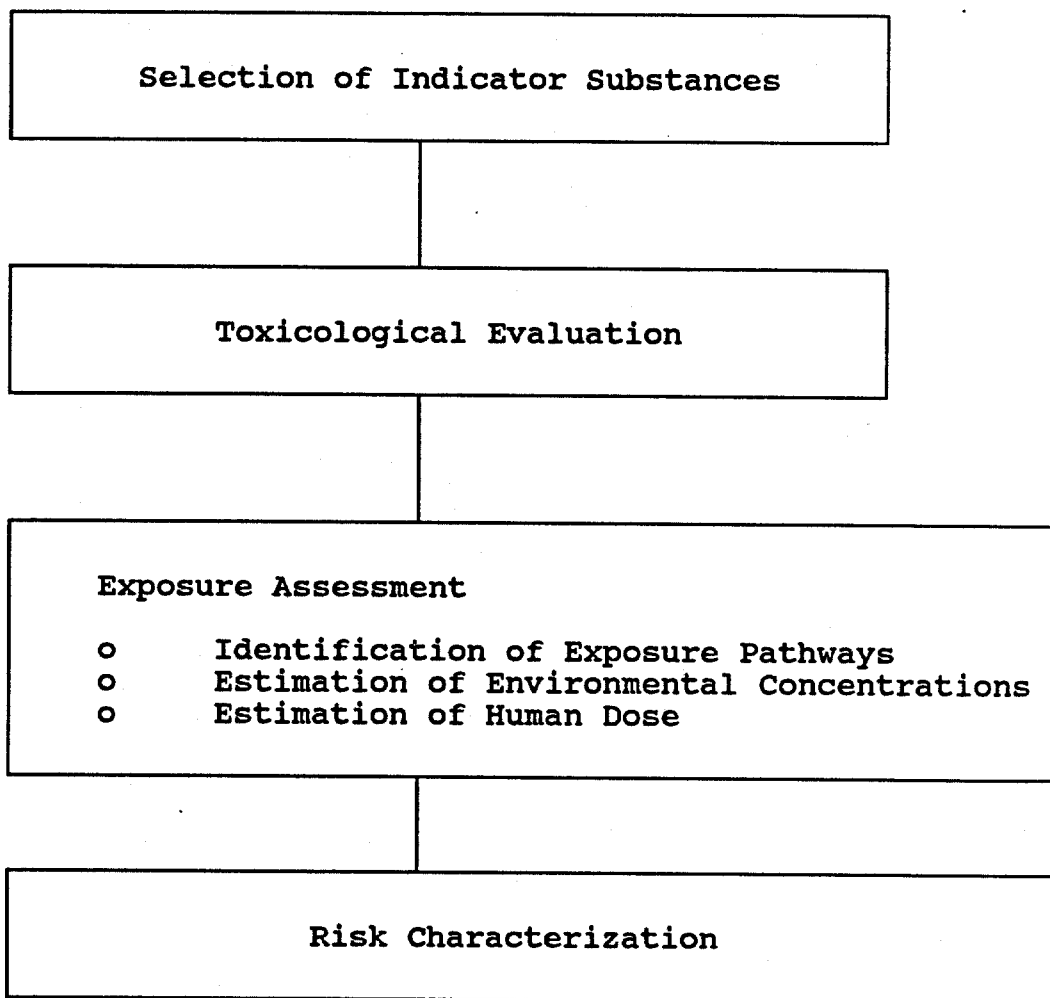 Selection of Indicator Substances
Toxicological Evaluation
Exposure Assessment
o Identification of Exposure Pathways
o Estimation of Environmental Concentrations
o Estimation of Human Dose
Risk Characterization